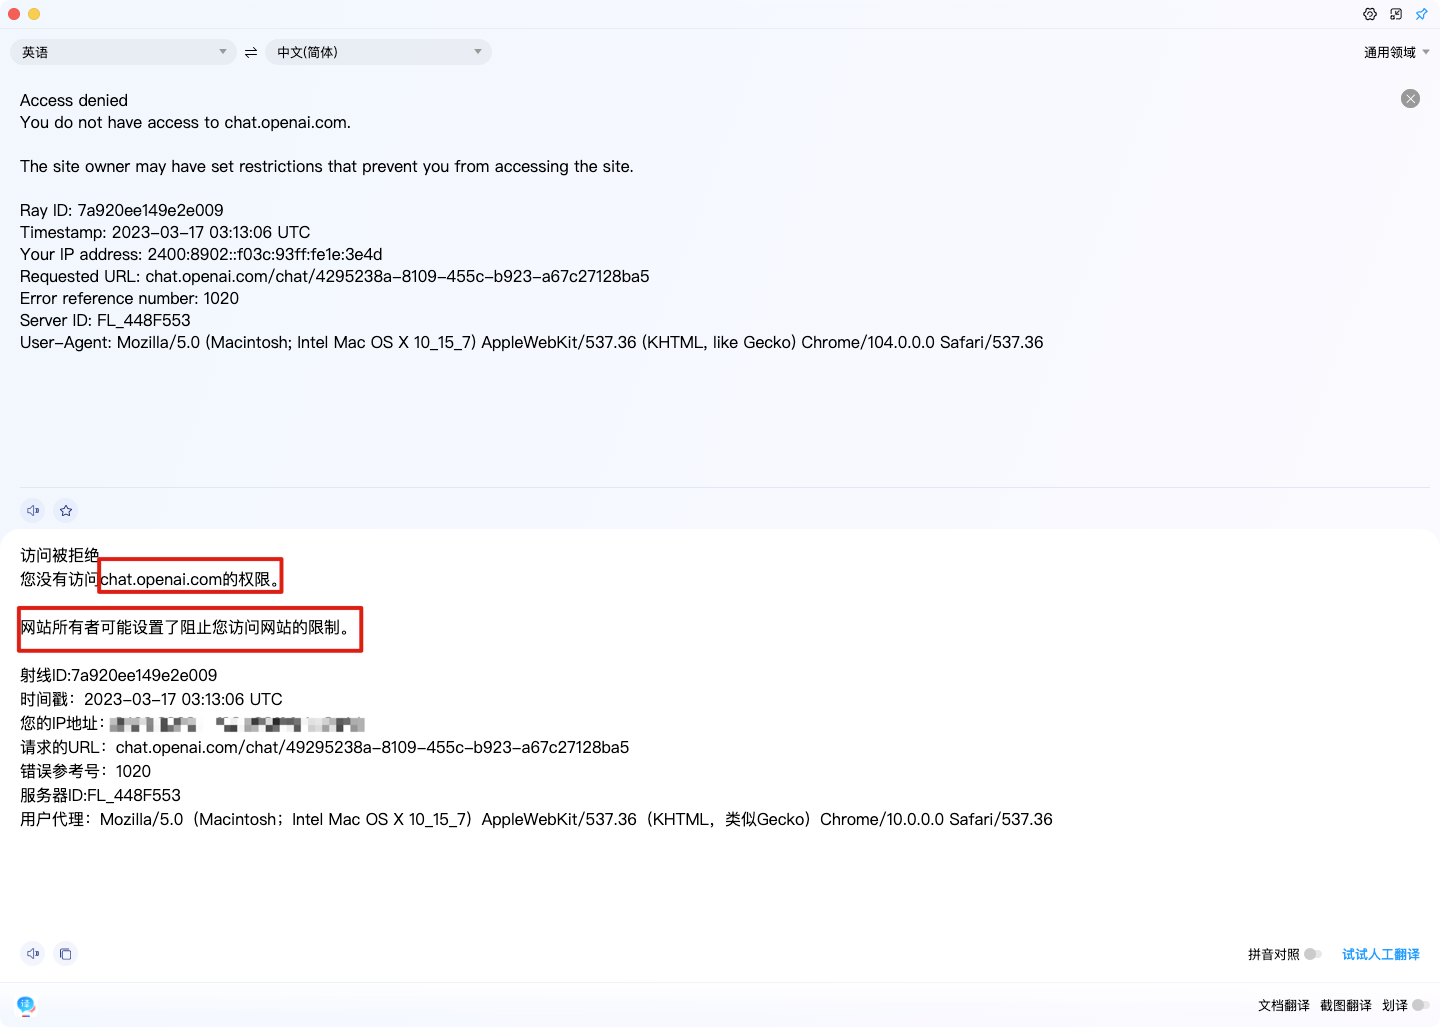 英语
中文(简体)
通用领域
Access denied
You do not have access to chat.openai.com.
The site owner may have set restrictions that prevent you from accessing the site.
Ray ID: 7a920ee149e2e009
Timestamp: 2023-03-17 03:13:06 UTC
Your IP address: 2400:8902::f03c:93ff:fe1e:3e4d
Requested URL: chat.openai.com/chat/4295238a-8109-455c-b923-a67c27128ba5
Error reference number: 1020
Server ID: FL_448F553
User-Agent: Mozilla/5.0 (Macintosh; Intel Mac OS X 10_15_7) AppleWebKit/537.36 (KHTML, like Gecko) Chrome/104.0.0.0 Safari/537.36
访问被拒绝
您没有访问chat.openai.com的权限。
网站所有者可能设置了阻止您访问网站的限制。
射线ID:7a920ee149e2e009
时间戳：2023-03-17 03:13:06 UTC
您的IP地址：
请求的URL：chat.openai.com/chat/49295238a-8109-455c-b923-a67c27128ba5
错误参考号：1020
服务器ID:FL_448F553
用户代理：Mozilla/5.0（Macintosh；Intel Mac OS X 10_15_7）AppleWebKit/537.36（KHTML，类似Gecko）Chrome/10.0.0.0 Safari/537.36
拼音对照
试试人工翻译
译
文档翻译 截图翻译 划译